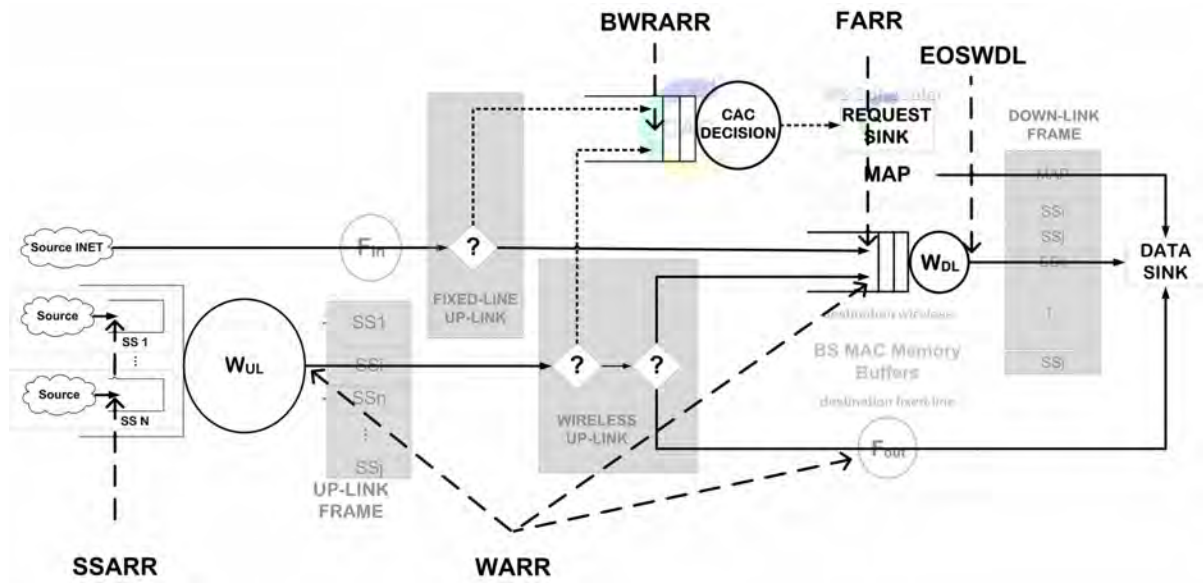 BWRARR
FARR
EOSWDL
CAC
DECISION
REQUEST
SINK
DOWN-LINK
FRAME
MAP
MAP
SSi
SSj
Source INET
Fin
?
?
?
WDL
DATA
SINK
FIXED-LINE
UP-LINK
Source
SS 1
⋮
Source
SS N
WUL
SS1
SSi
SSn
⋮
SSj
UP-LINK
FRAME
WIRELESS
UP-LINK
destination wireless
BS MAC Memory
Buffers
destination fixed-line
SSj
Fout
SSARR
WARR